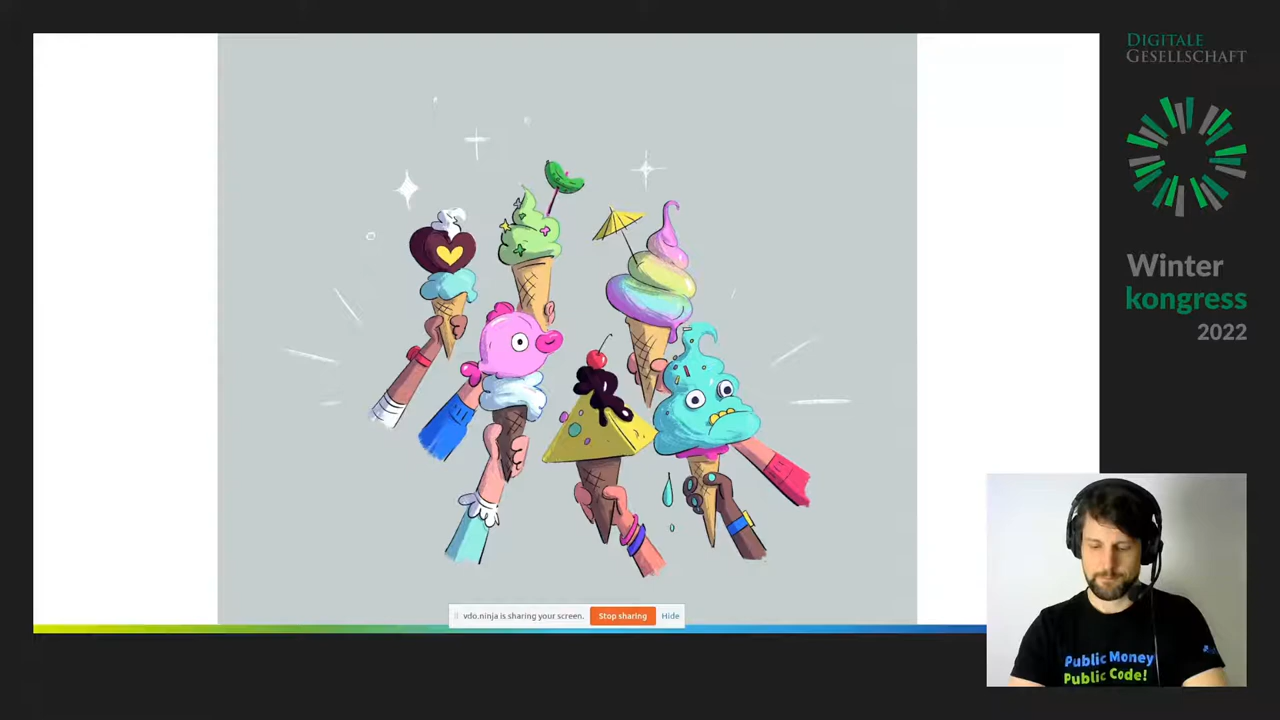 DIGITALE
GESELLSCHAFT
Winter
kongress
2022
vdo.ninja is sharing your screen.
Stop sharing
Hide
Public Money
Public Code!